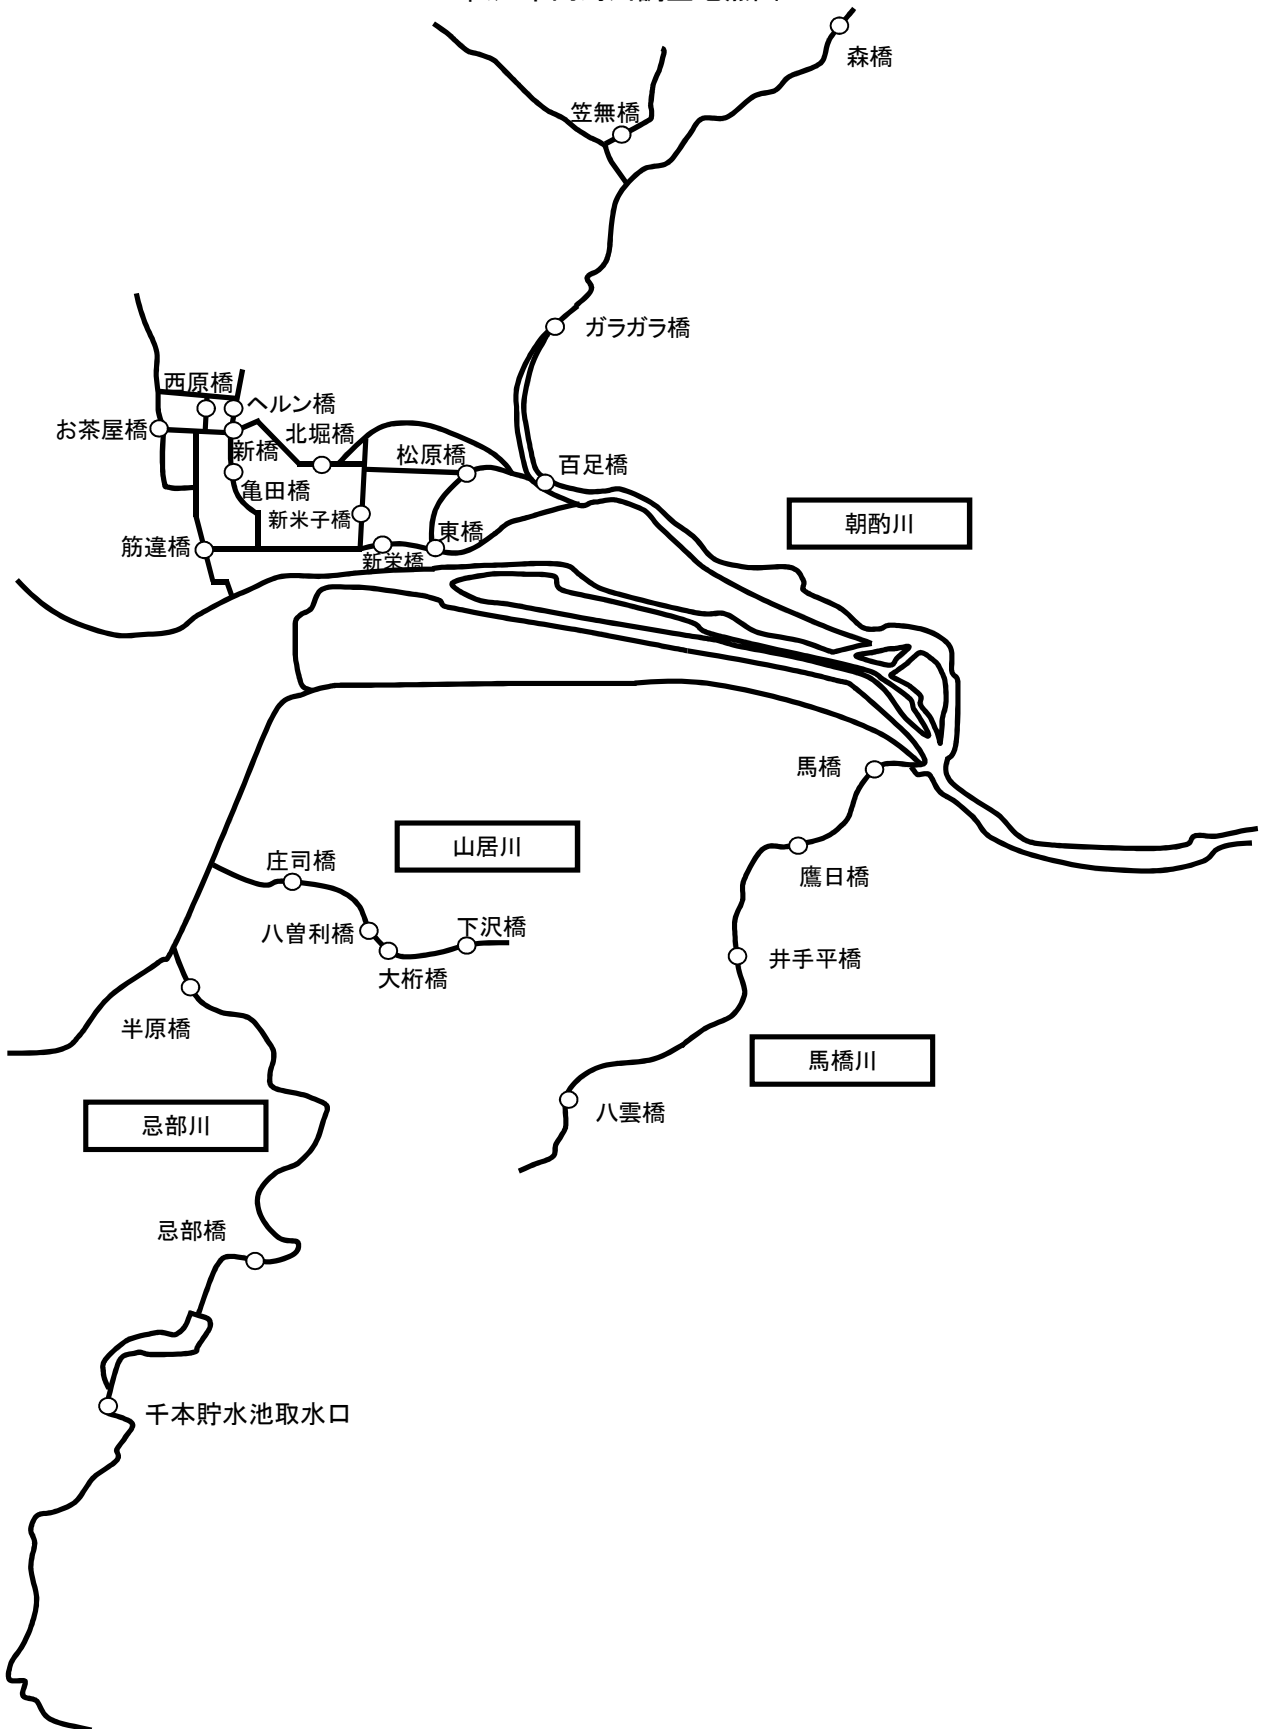 森橋
笠無橋
ガラガラ橋
西原橋
ヘルン橋
お茶屋橋
新橋
北堀橋
松原橋
百足橋
亀田橋
新米子橋
朝酌川
筋違橋
東橋
新栄橋
馬橋
山居川
庄司橋
鷹日橋
八曽利橋
下沢橋
大桁橋
井手平橋
半原橋
馬橋川
八雲橋
忌部川
忌部橋
千本貯水池取水口